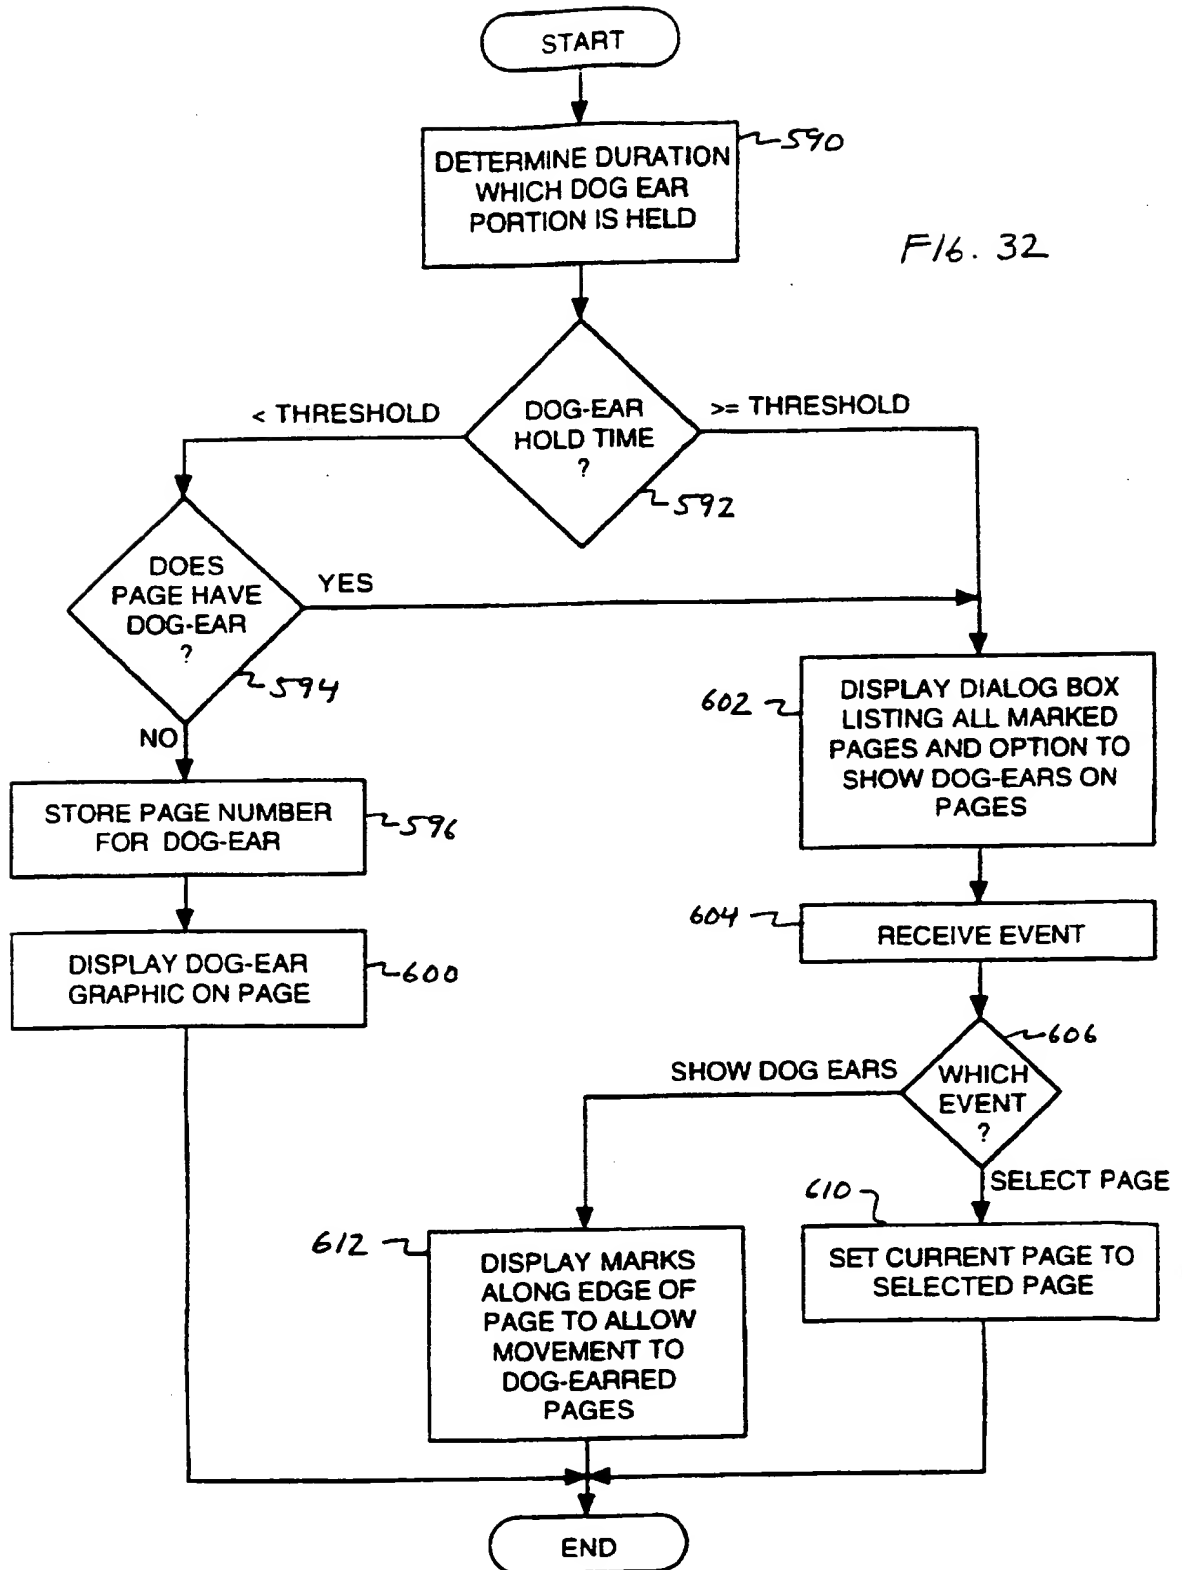 START
DETERMINE DURATION
WHICH DOG EAR
PORTION IS HELD
590
FIG. 32
DOG-EAR
HOLD TIME
?
592
< THRESHOLD
>= THRESHOLD
DOES
PAGE HAVE
DOG-EAR
?
594
YES
NO
STORE PAGE NUMBER
FOR DOG-EAR
596
DISPLAY DOG-EAR
GRAPHIC ON PAGE
600
602
DISPLAY DIALOG BOX
LISTING ALL MARKED
PAGES AND OPTION TO
SHOW DOG-EARS ON
PAGES
604
RECEIVE EVENT
606
WHICH
EVENT
?
SHOW DOG EARS
SELECT PAGE
610
SET CURRENT PAGE TO
SELECTED PAGE
612
DISPLAY MARKS
ALONG EDGE OF
PAGE TO ALLOW
MOVEMENT TO
DOG-EARRED
PAGES
END